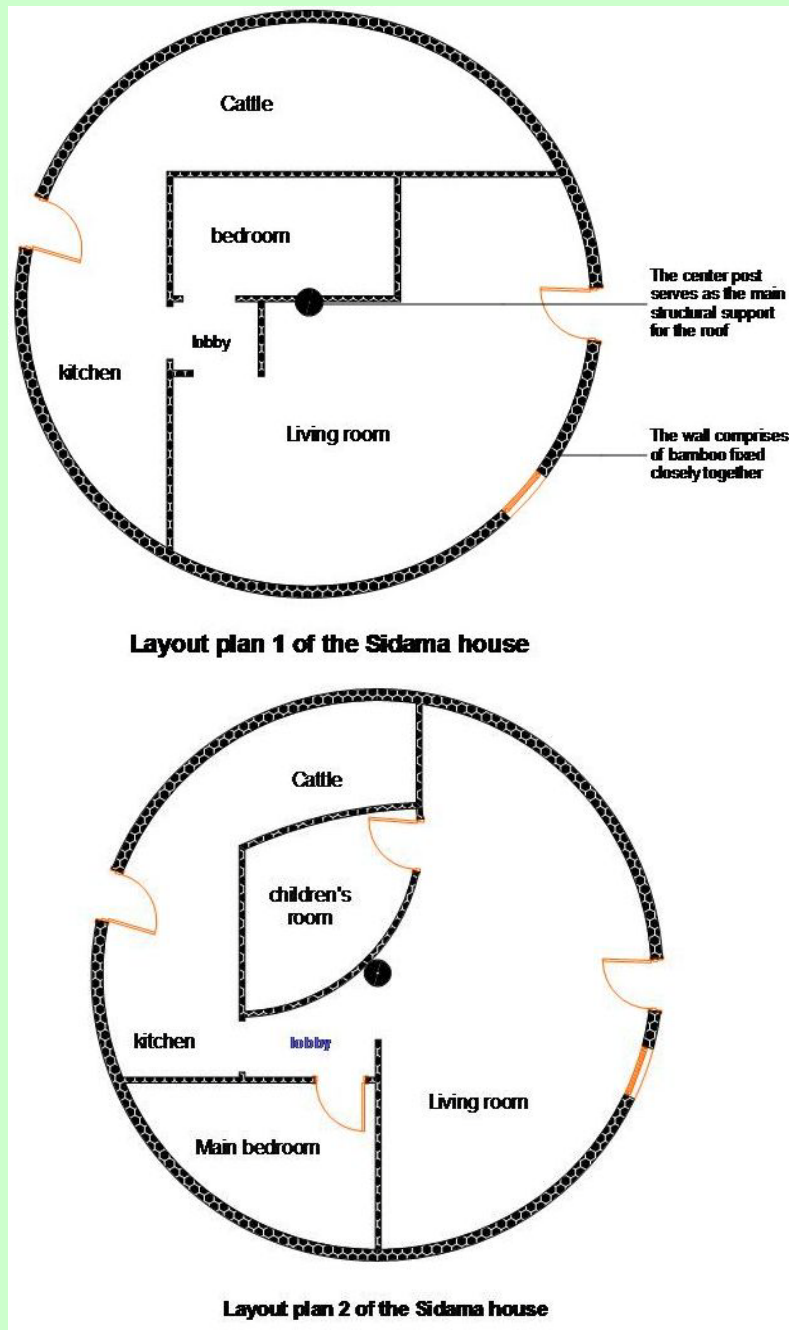 Cattle
bedroom
The center post
serves as the main
structural support
for the roof
lobby
kitchen
Living room
The wall comprises
of bamboo fixed
closely together
Layout plan 1 of the Sidama house
Cattle
children's
room
kitchen
lobby
Living room
Main bedroom
Layout plan 2 of the Sidama house